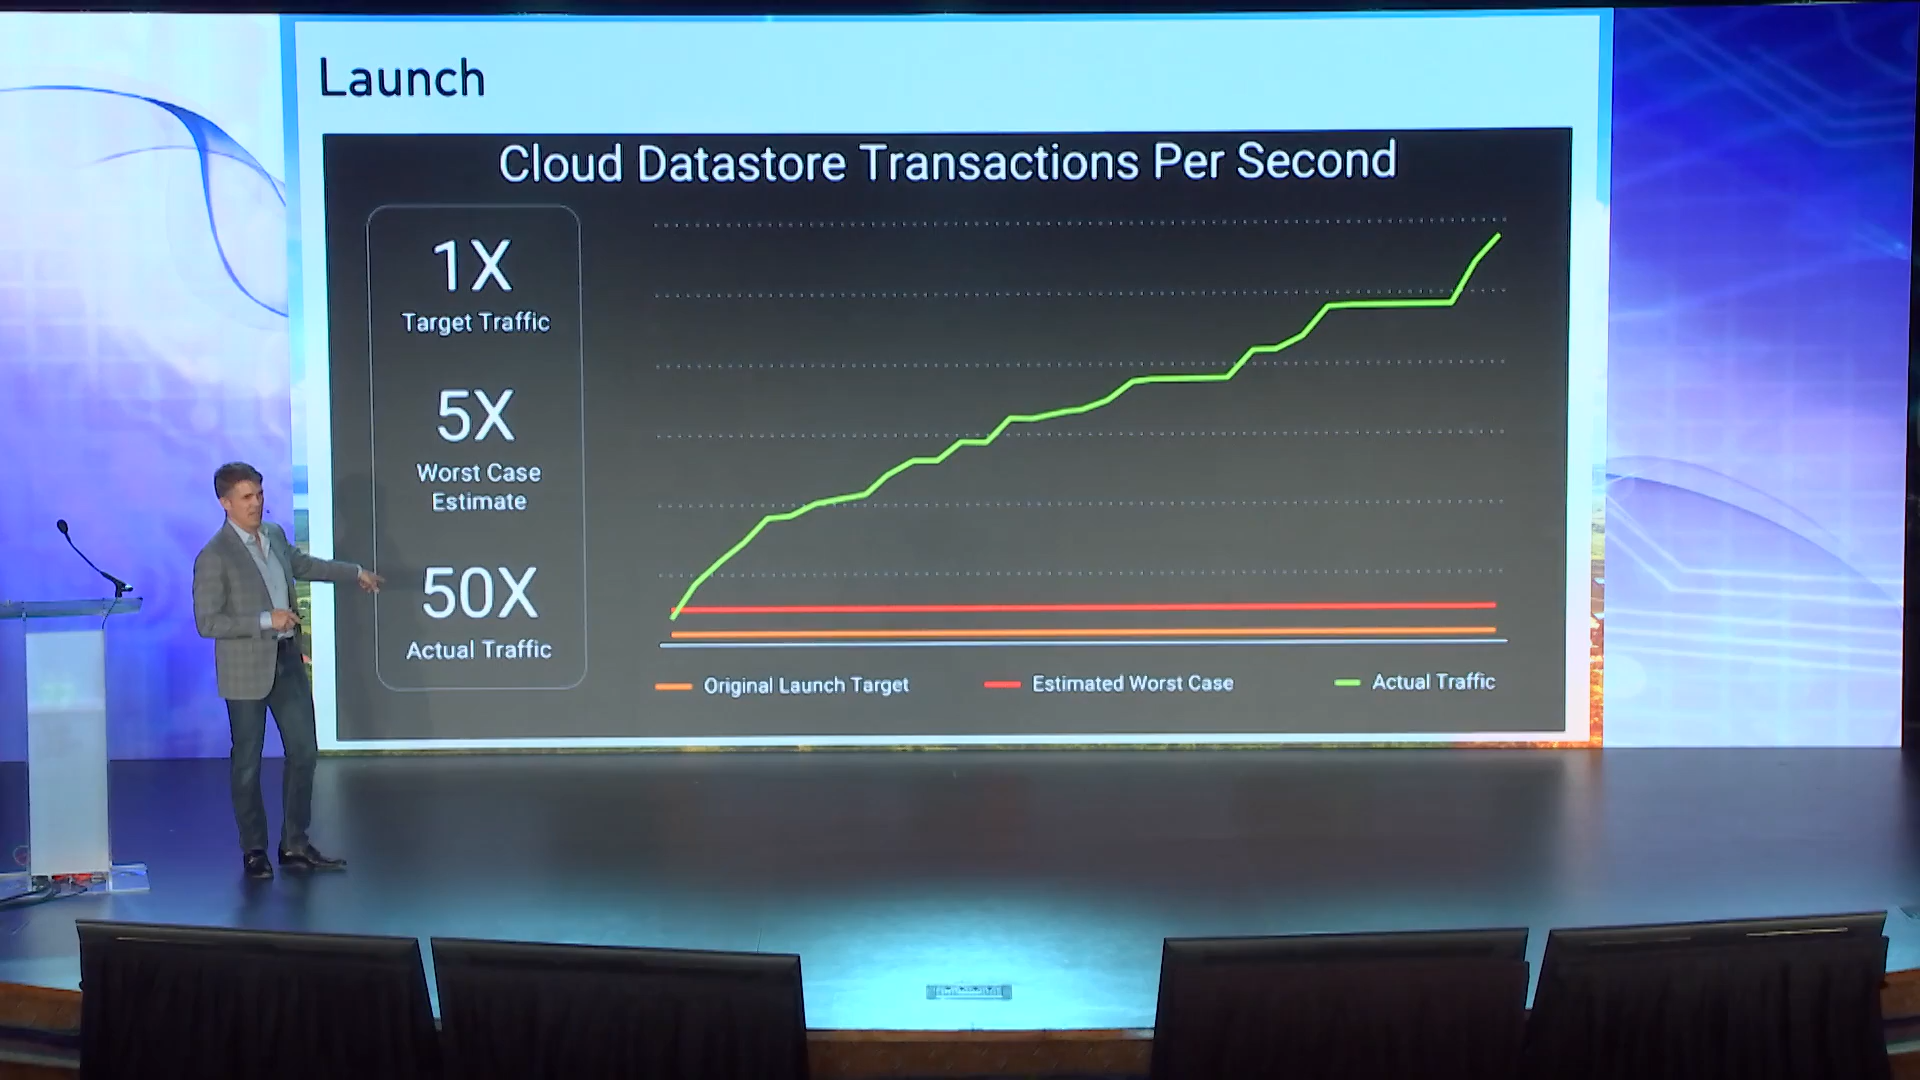 Launch
Cloud Datastore Transactions Per Second
1X
Target Traffic
5X
Worst Case
Estimate
50X
Actual Traffic
Original Launch Target
Estimated Worst Case
Actual Traffic